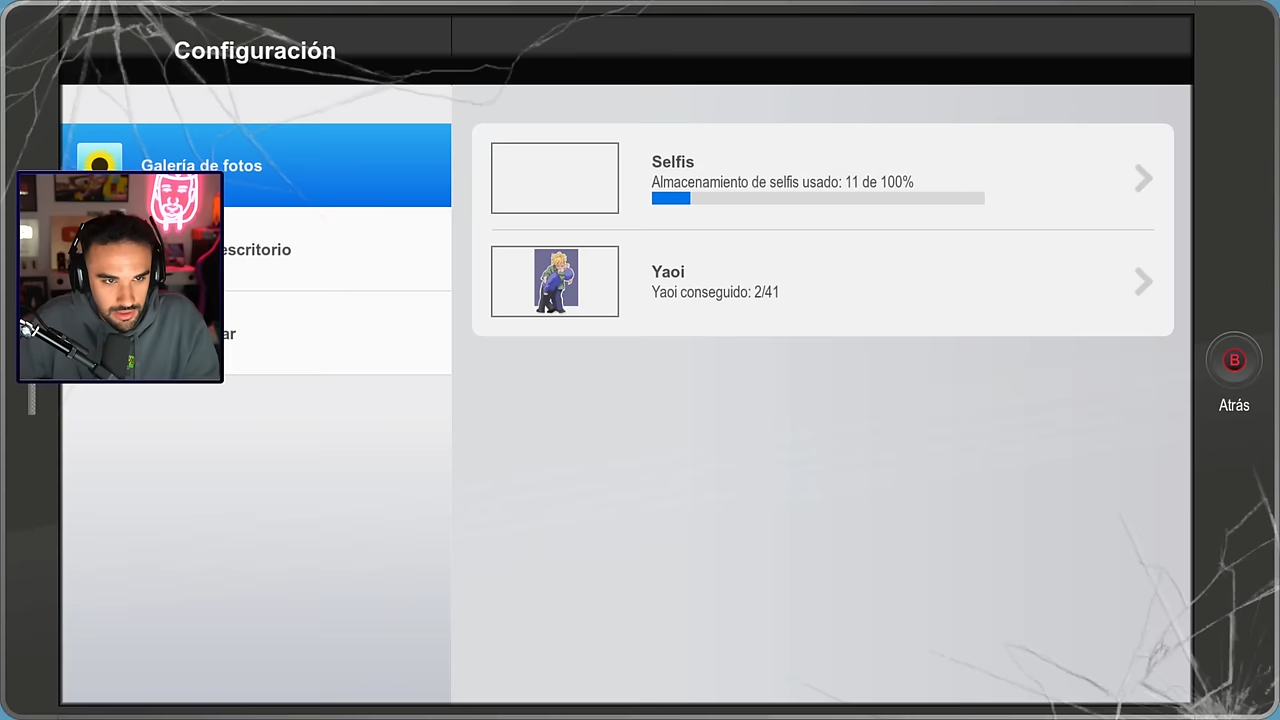 Configuración
Galería de fotos
escritorio
ar
Selfis
Almacenamiento de selfis usado: 11 de 100%
Yaoi
Yaoi conseguido: 2/41
B
Atrás